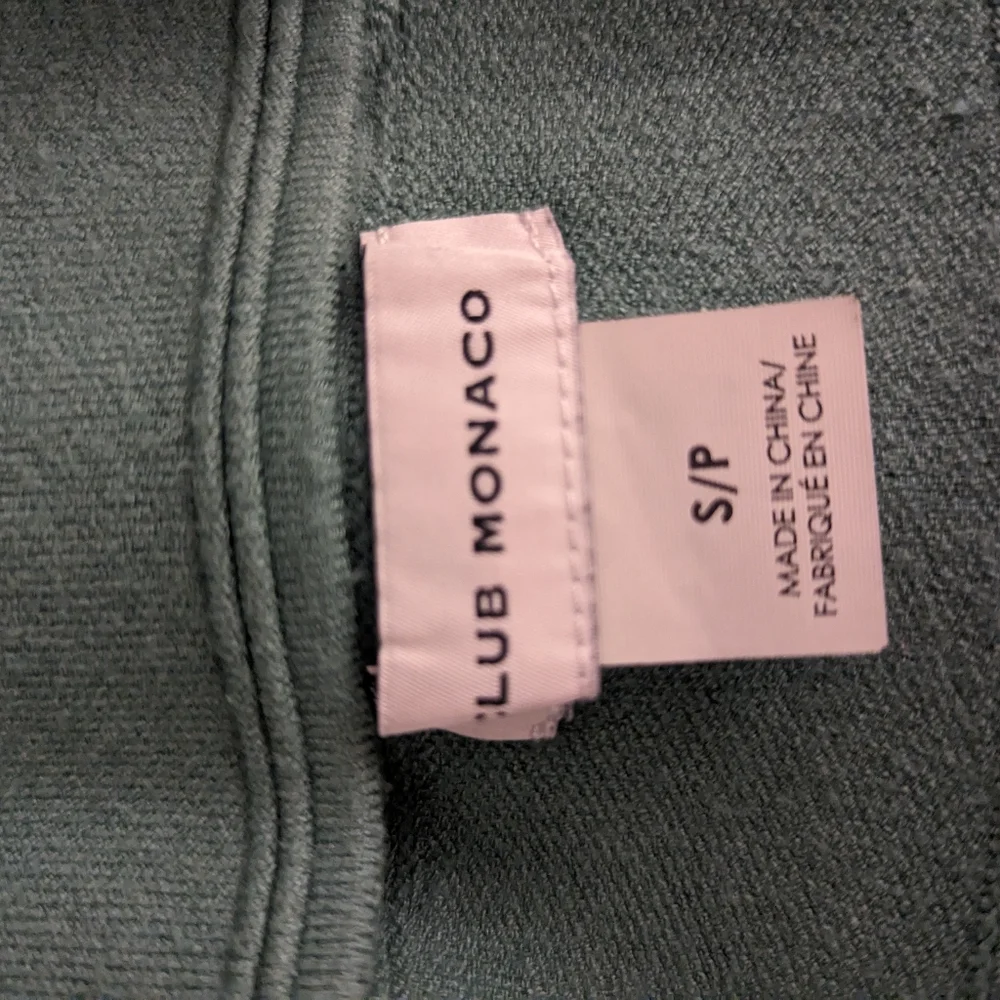 CLUB MONACO
S/P
MADE IN CHINA/
FABRIQUÉ EN CHINE